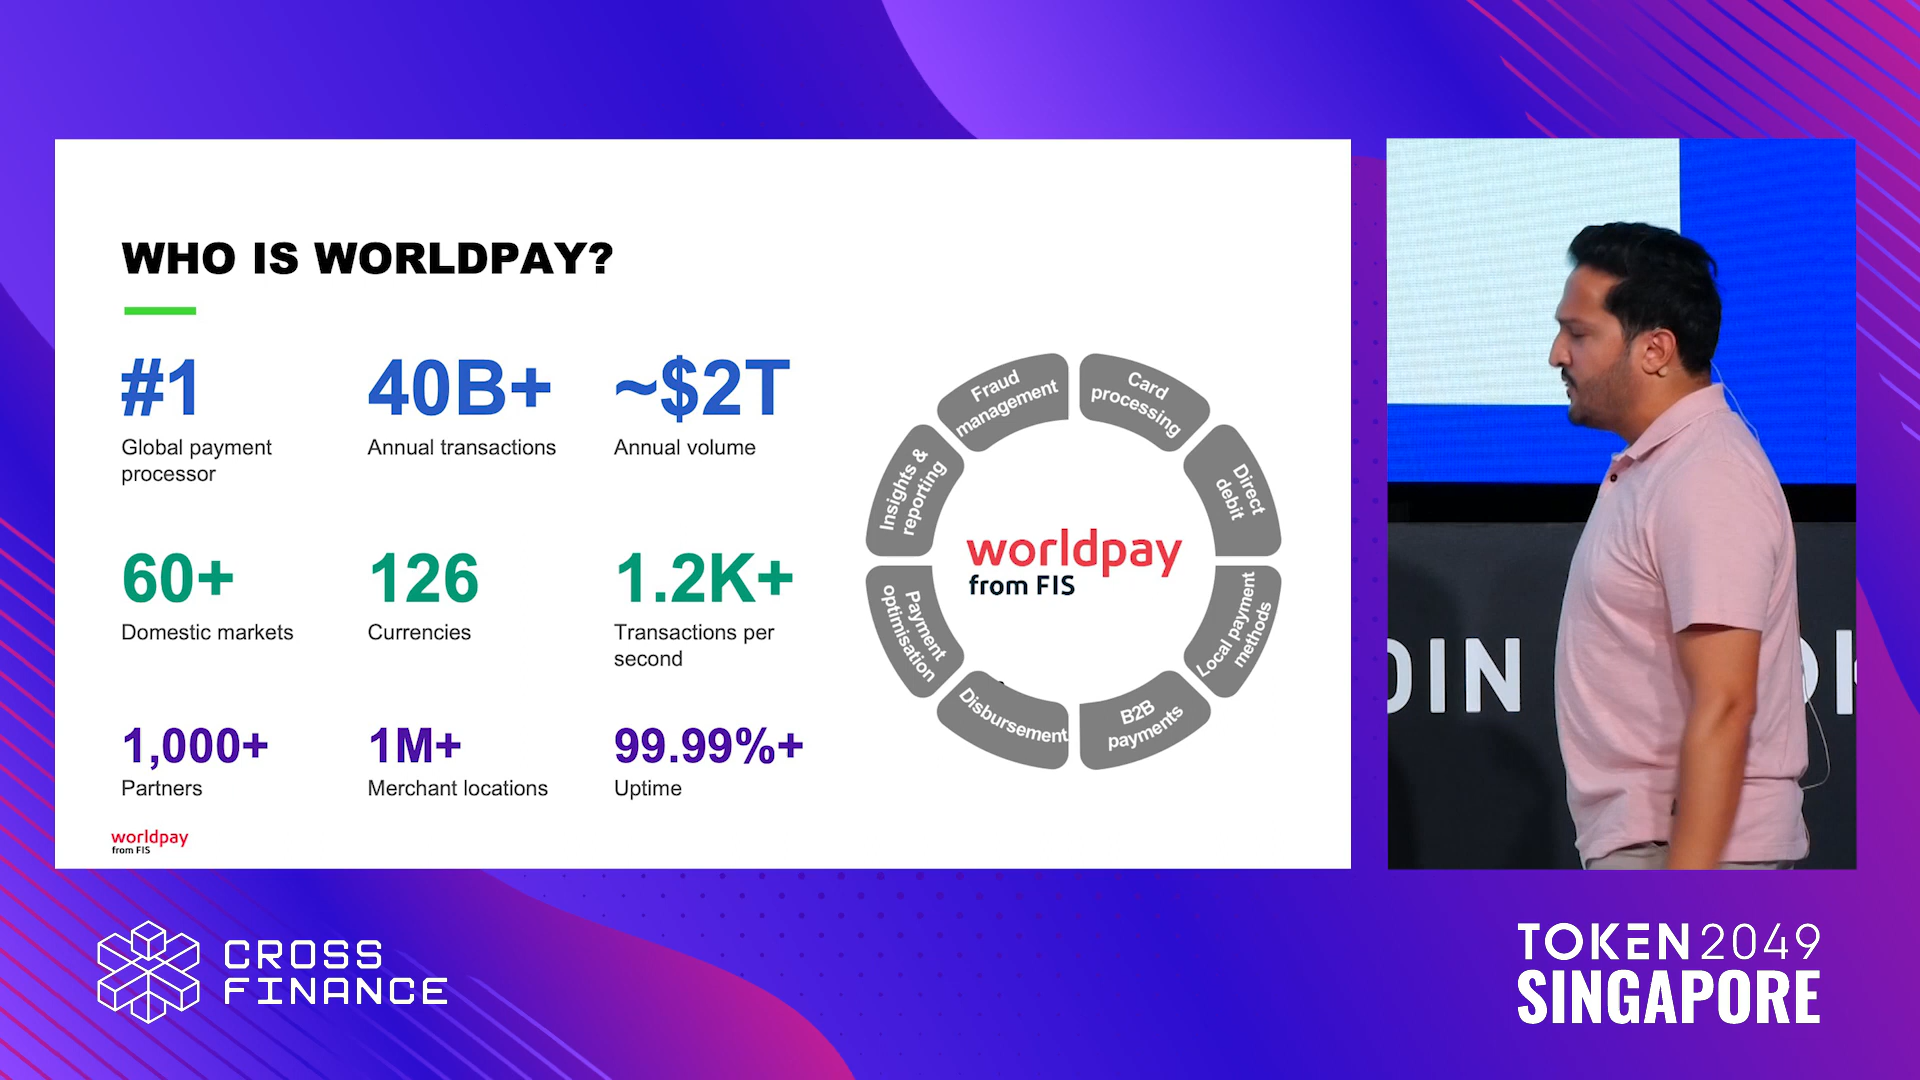 WHO IS WORLDPAY?
#1
Global payment
processor
40B+
Annual transactions
~$2T
Annual volume
60+
Domestic markets
126
Currencies
1.2K+
Transactions per
second
1,000+
Partners
1M+
Merchant locations
99.99%+
Uptime
worldpay
from FIS
Fraud
management
Card
processing
Direct
debit
Local payment
methods
B2B
payments
Disbursement
Payment
optimisation
Insights &
reporting
worldpay
from FIS
OIN
CROSS
FINANCE
TOKEN2049
SINGAPORE